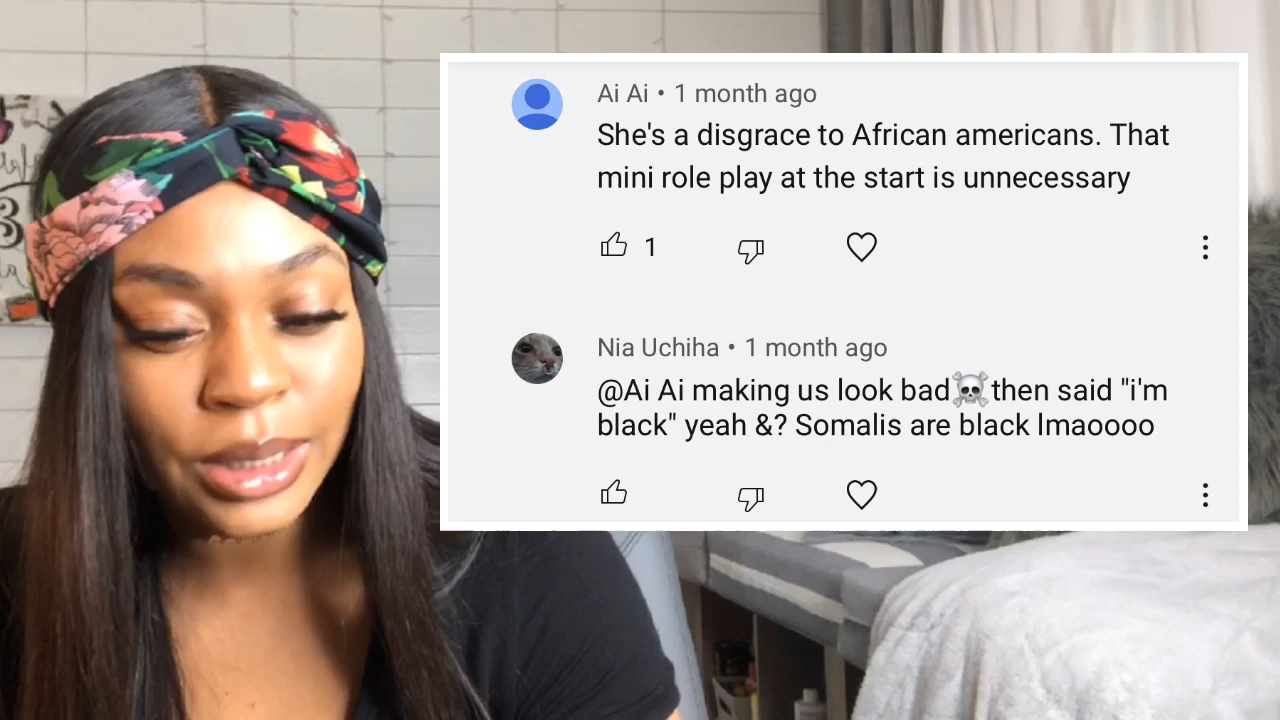 Ai Ai • 1 month ago
She's a disgrace to African americans. That
mini role play at the start is unnecessary
1
Nia Uchiha • 1 month ago
@Ai Ai making us look bad☠️then said "i'm
black" yeah &? Somalis are black lmaoooo
3